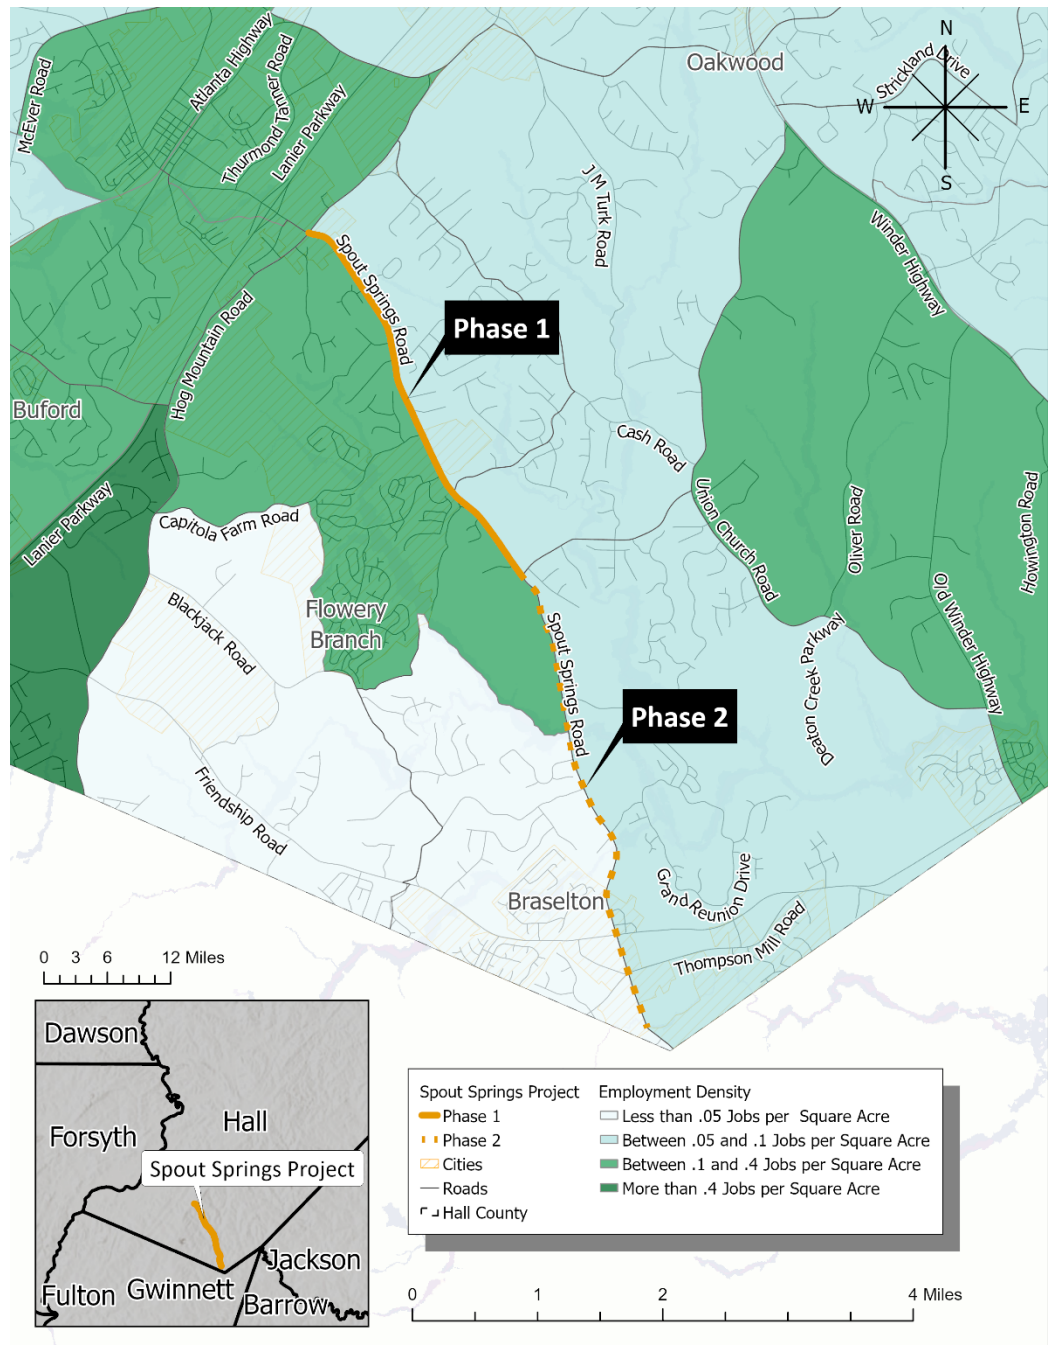 N
W
E
S
Oakwood
Strickland Drive
McEver Road
Atlanta Highway
Thurmond Tanner Road
Lanier Parkway
J M Turk Road
Winder Highway
Spout Springs Road
Phase 1
Hog Mountain Road
Buford
Cash Road
Lanier Parkway
Capitola Farm Road
Union Church Road
Oliver Road
Howington Road
Old Winder Highway
Flowery
Branch
Blackjack Road
Spout Springs Road
Deaton Creek Parkway
Phase 2
Friendship Road
Braselton
Grand Reunion Drive
Thompson Mill Road
0 3 6 12 Miles
Dawson
Hall
Forsyth
Spout Springs Project
Jackson
Fulton
Gwinnett
Barrow
Spout Springs Project
Phase 1
Phase 2
Cities
Roads
Hall County
Employment Density
Less than .05 Jobs per Square Acre
Between .05 and .1 Jobs per Square Acre
Between .1 and .4 Jobs per Square Acre
More than .4 Jobs per Square Acre
0 1 2 4 Miles